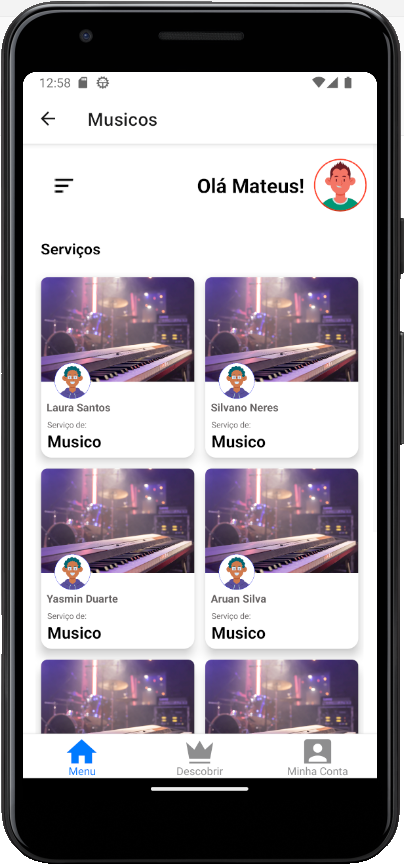 12:58
Musicos
Olá Mateus!
Serviços
Laura Santos
Serviço de:
Musico
Silvano Neres
Serviço de:
Musico
Yasmin Duarte
Serviço de:
Musico
Aruan Silva
Serviço de:
Musico
Menu
Descobrir
Minha Conta